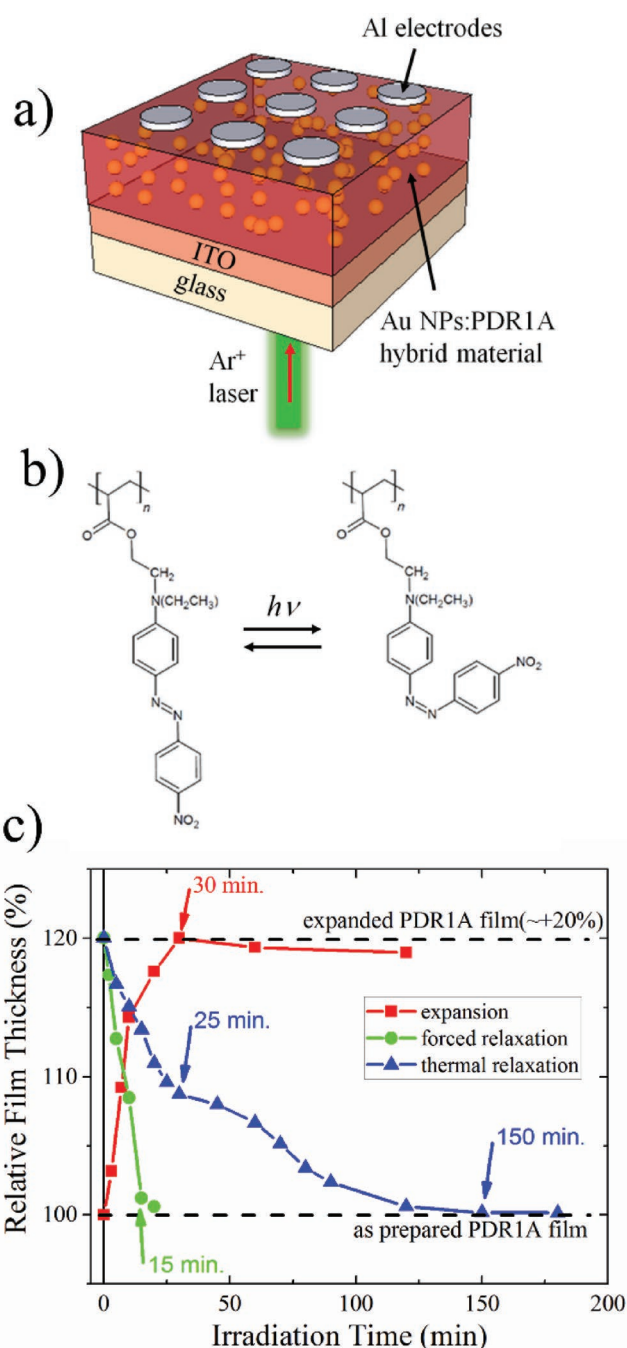 a)
Al electrodes
ITO
glass
Ar+
laser
Au NPs:PDR1A
hybrid material
b)
n
O
O
CH2
N(CH2CH3)
N
N
NO2
hν
n
O
O
CH2
N(CH2CH3)
N
N
NO2
c)
Relative Film Thickness (%)
120
110
100
30 min.
expanded PDR1A film(~+20%)
25 min.
expansion
forced relaxation
thermal relaxation
150 min.
as prepared PDR1A film
15 min.
0 50 100 150 200
Irradiation Time (min)